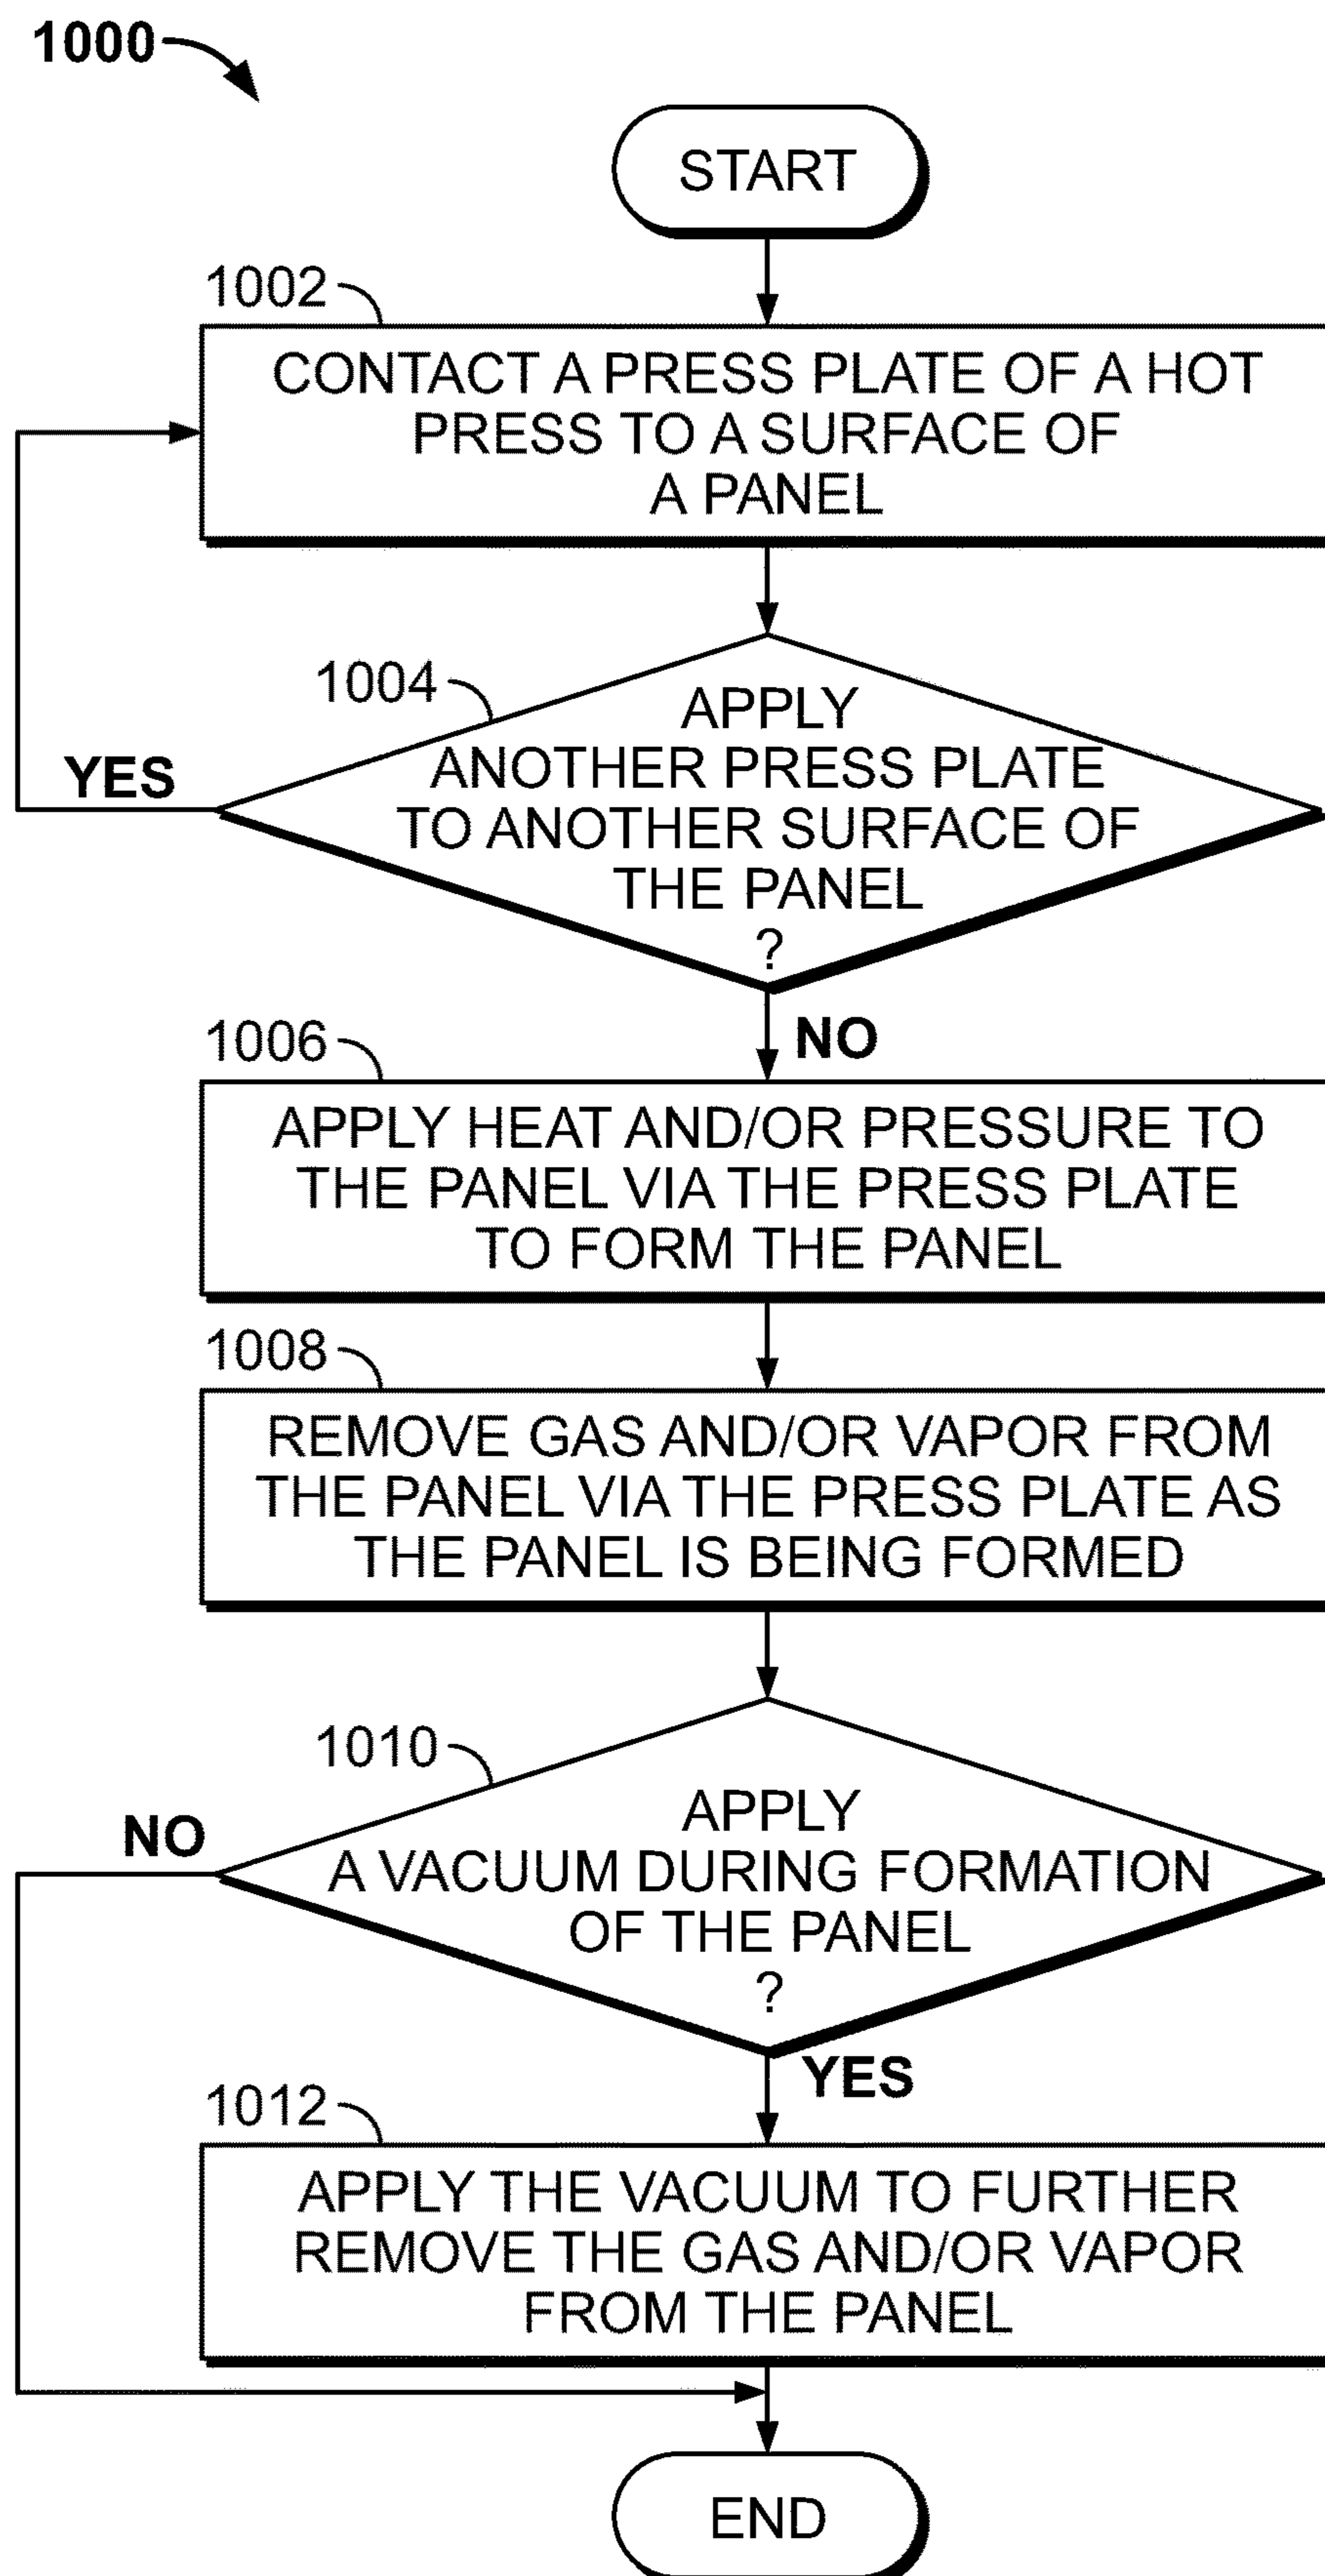 1000
START
1002
CONTACT A PRESS PLATE OF A HOT
PRESS TO A SURFACE OF
A PANEL
1004
APPLY
ANOTHER PRESS PLATE
TO ANOTHER SURFACE OF
THE PANEL
?
YES
NO
1006
APPLY HEAT AND/OR PRESSURE TO
THE PANEL VIA THE PRESS PLATE
TO FORM THE PANEL
1008
REMOVE GAS AND/OR VAPOR FROM
THE PANEL VIA THE PRESS PLATE AS
THE PANEL IS BEING FORMED
1010
APPLY
A VACUUM DURING FORMATION
OF THE PANEL
?
NO
YES
1012
APPLY THE VACUUM TO FURTHER
REMOVE THE GAS AND/OR VAPOR
FROM THE PANEL
END